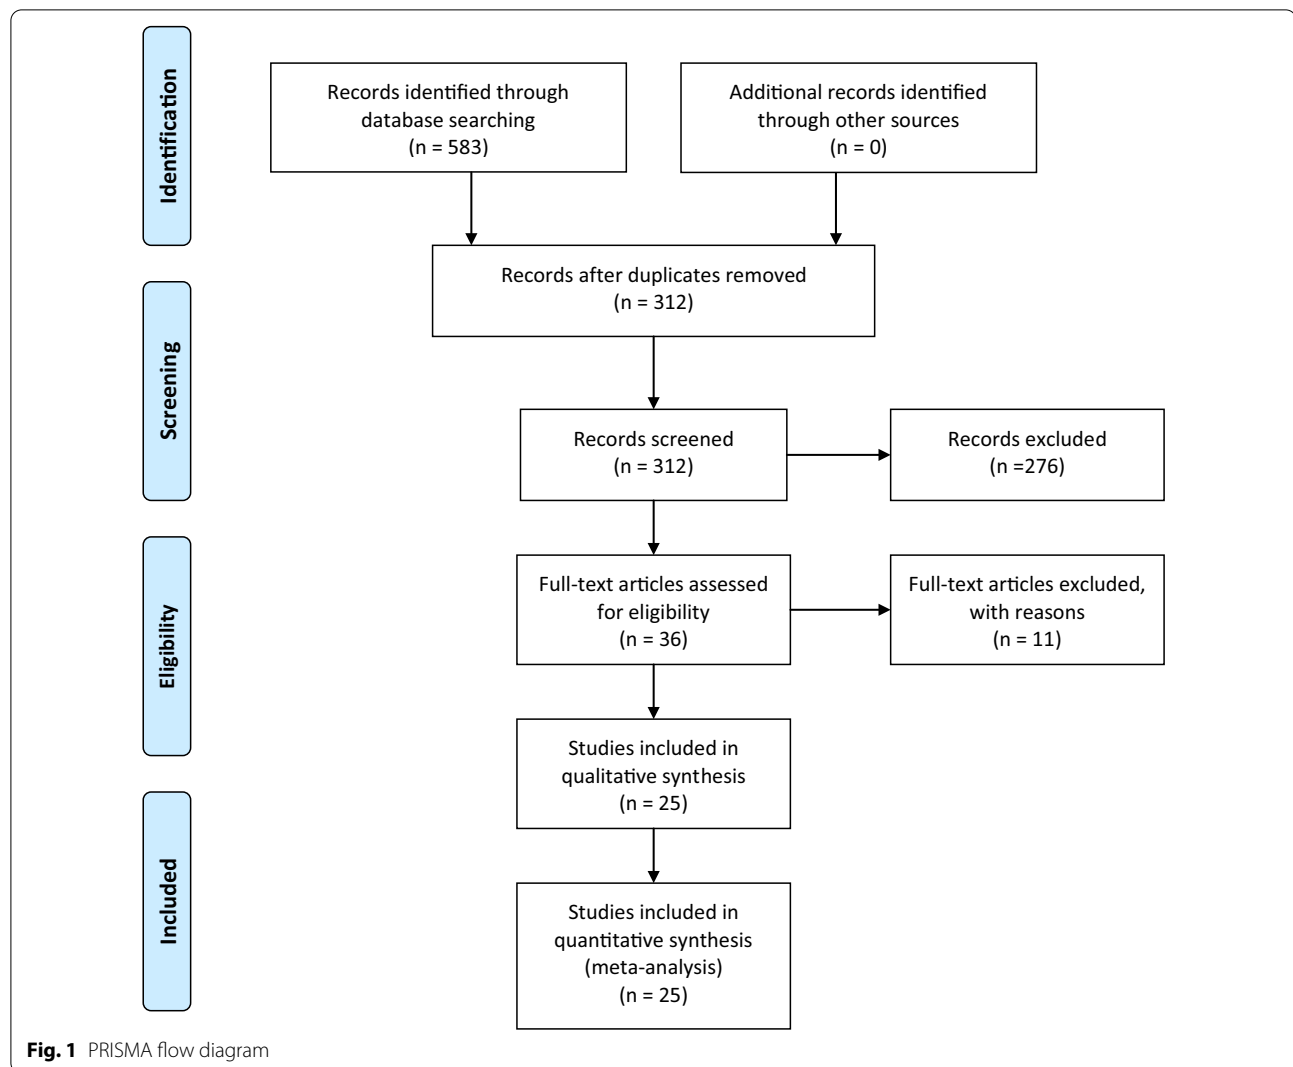 Identification
Records identified through
database searching
(n = 583)
Additional records identified
through other sources
(n = 0)
Records after duplicates removed
(n = 312)
Screening
Records screened
(n = 312)
Records excluded
(n =276)
Eligibility
Full-text articles assessed
for eligibility
(n = 36)
Full-text articles excluded,
with reasons
(n = 11)
Studies included in
qualitative synthesis
(n = 25)
Included
Studies included in
quantitative synthesis
(meta-analysis)
(n = 25)
Fig. 1 PRISMA flow diagram